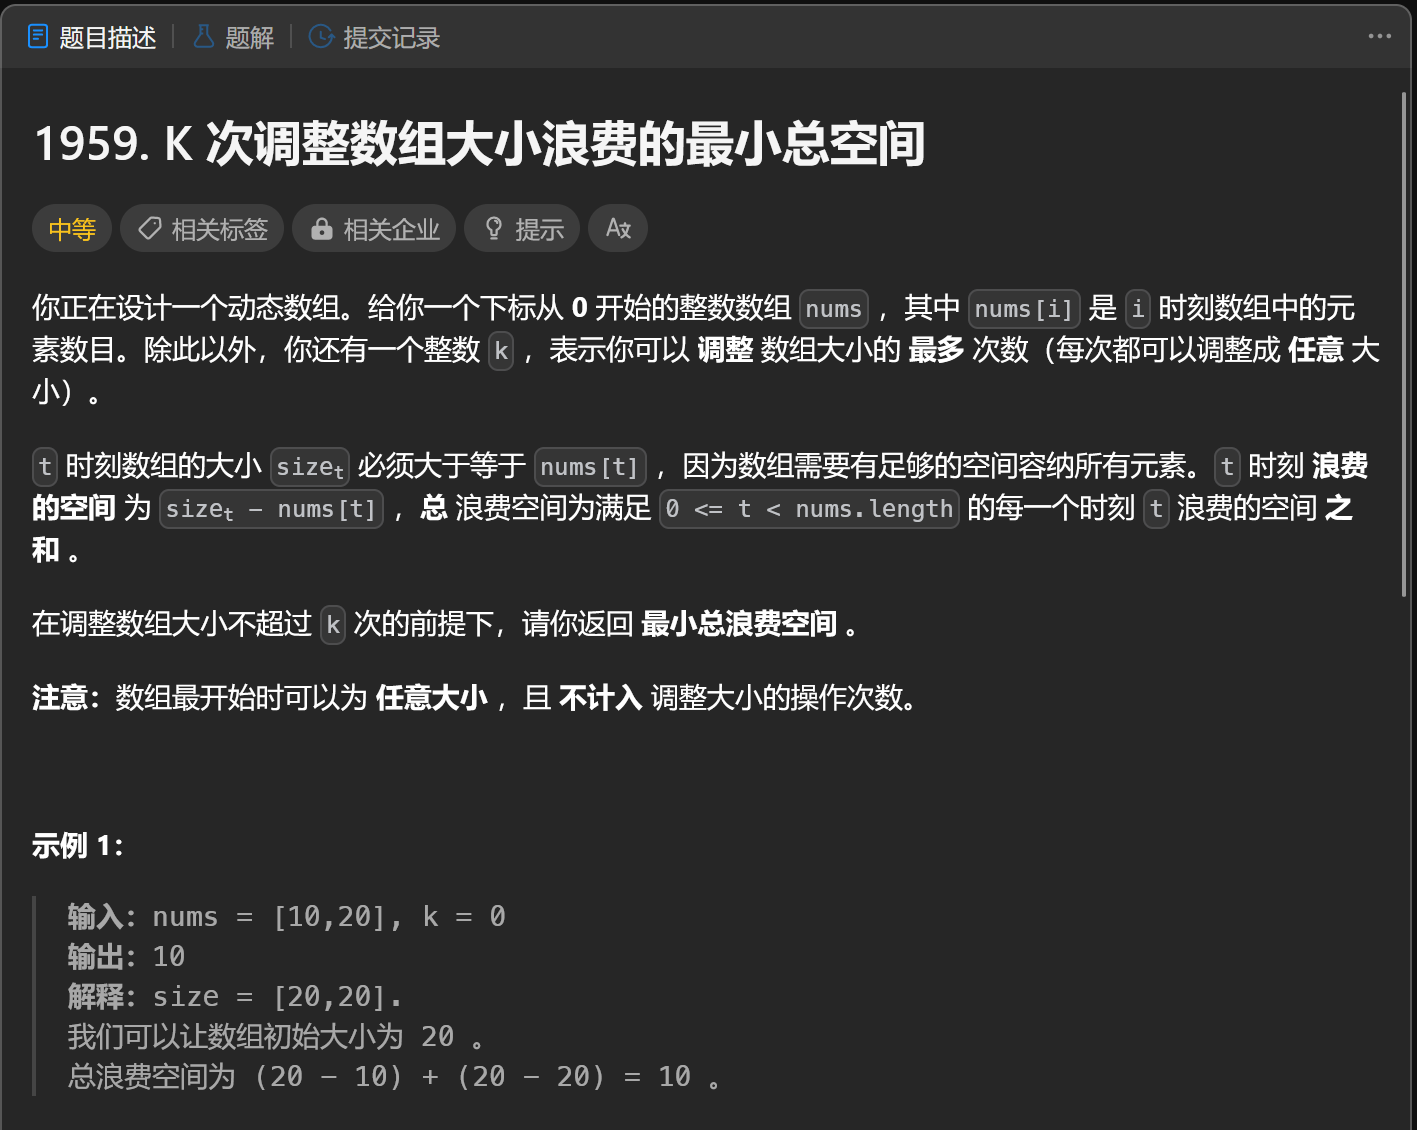 题目描述 题解 提交记录
1959. K 次调整数组大小浪费的最小总空间
中等 相关标签 相关企业 提示
你正在设计一个动态数组。给你一个下标从 0 开始的整数数组 nums ，其中 nums[i] 是 i 时刻数组中的元
素数目。除此以外，你还有一个整数 k ，表示你可以 调整 数组大小的 最多 次数（每次都可以调整成 任意 大
小）。
t 时刻数组的大小 sizet 必须大于等于 nums[t] ，因为数组需要有足够的空间容纳所有元素。t 时刻 浪费
的空间 为 sizet - nums[t] ，总 浪费空间为满足 0 <= t < nums.length 的每一个时刻 t 浪费的空间 之
和 。
在调整数组大小不超过 k 次的前提下，请你返回 最小总浪费空间 。
注意：数组最开始时可以为 任意大小 ，且 不计入 调整大小的操作次数。
示例 1：
输入：nums = [10,20], k = 0
输出：10
解释：size = [20,20].
我们可以让数组初始大小为 20 。
总浪费空间为 (20 - 10) + (20 - 20) = 10 。